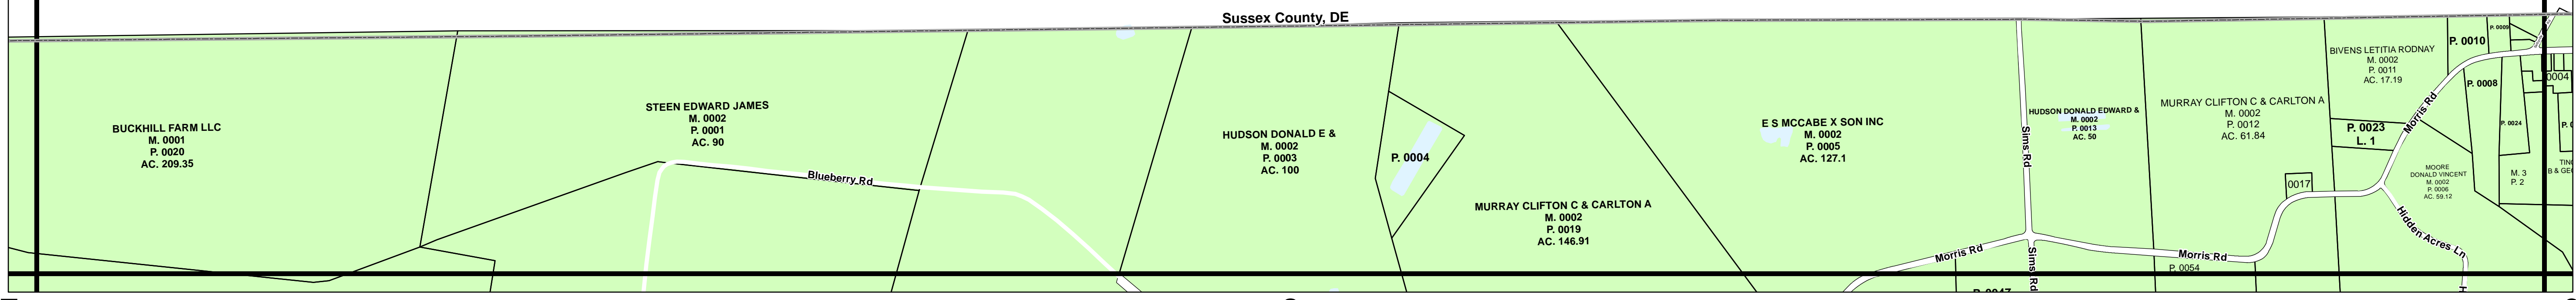 Sussex County, DE
BUCKHILL FARM LLC
M. 0001
P. 0020
AC. 209.35
STEEN EDWARD JAMES
M. 0002
P. 0001
AC. 90
Blueberry Rd
HUDSON DONALD E &
M. 0002
P. 0003
AC. 100
P. 0004
MURRAY CLIFTON C & CARLTON A
M. 0002
P. 0019
AC. 146.91
E S MCCABE X SON INC
M. 0002
P. 0005
AC. 127.1
Sims Rd
HUDSON DONALD EDWARD &
M. 0002
P. 0013
AC. 50
MURRAY CLIFTON C & CARLTON A
M. 0002
P. 0012
AC. 61.84
BIVENS LETITIA RODNAY
M. 0002
P. 0011
AC. 17.19
P. 0010
P. 0009
P. 0008
0004
P. 0024
P. 0023
L. 1
Morris Rd
MOORE
DONALD VINCENT
M. 0002
P. 0006
AC. 59.12
M. 3
P. 2
0017
Hidden Acres Ln
Morris Rd
Sims Rd
Morris Rd
P. 0054